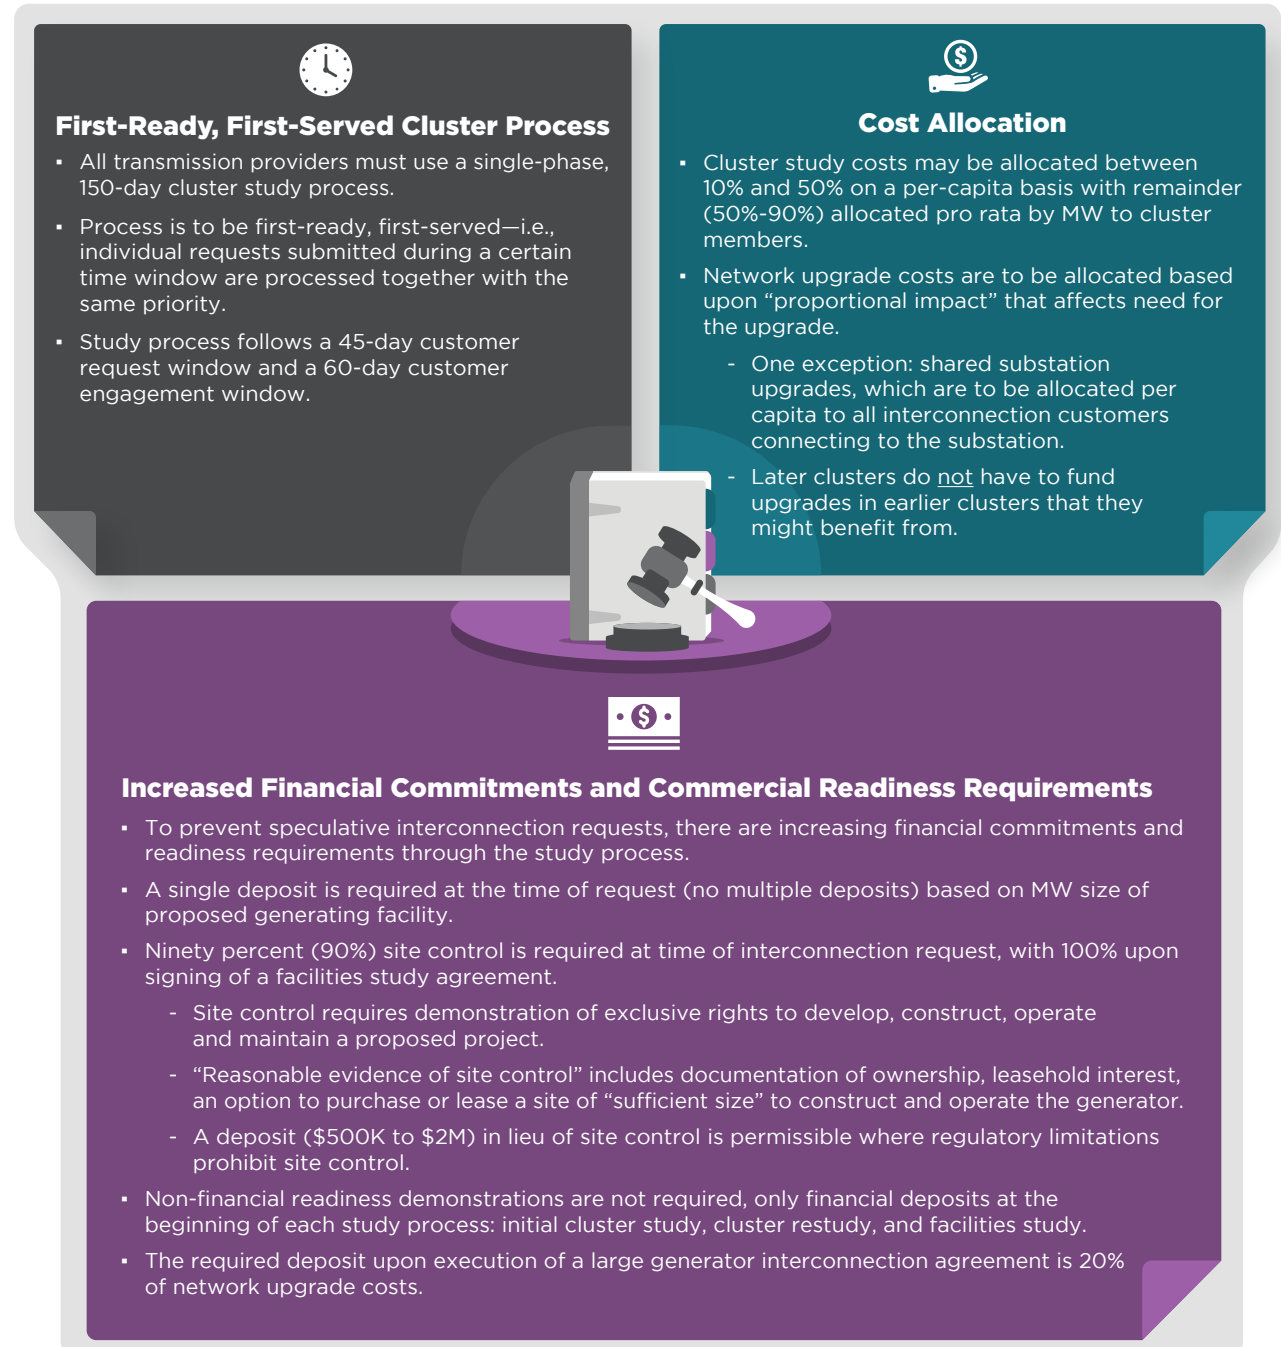 First-Ready, First-Served Cluster Process
▪ All transmission providers must use a single-phase,
150-day cluster study process.
▪ Process is to be first-ready, first-served—i.e.,
individual requests submitted during a certain
time window are processed together with the
same priority.
▪ Study process follows a 45-day customer
request window and a 60-day customer
engagement window.
$
Cost Allocation
▪ Cluster study costs may be allocated between
10% and 50% on a per-capita basis with remainder
(50%-90%) allocated pro rata by MW to cluster
members.
▪ Network upgrade costs are to be allocated based
upon “proportional impact” that affects need for
the upgrade.
- One exception: shared substation
upgrades, which are to be allocated per
capita to all interconnection customers
connecting to the substation.
- Later clusters do not have to fund
upgrades in earlier clusters that they
might benefit from.
$
Increased Financial Commitments and Commercial Readiness Requirements
▪ To prevent speculative interconnection requests, there are increasing financial commitments and
readiness requirements through the study process.
▪ A single deposit is required at the time of request (no multiple deposits) based on MW size of
proposed generating facility.
▪ Ninety percent (90%) site control is required at time of interconnection request, with 100% upon
signing of a facilities study agreement.
- Site control requires demonstration of exclusive rights to develop, construct, operate
and maintain a proposed project.
- “Reasonable evidence of site control” includes documentation of ownership, leasehold interest,
an option to purchase or lease a site of “sufficient size” to construct and operate the generator.
- A deposit ($500K to $2M) in lieu of site control is permissible where regulatory limitations
prohibit site control.
▪ Non-financial readiness demonstrations are not required, only financial deposits at the
beginning of each study process: initial cluster study, cluster restudy, and facilities study.
▪ The required deposit upon execution of a large generator interconnection agreement is 20%
of network upgrade costs.